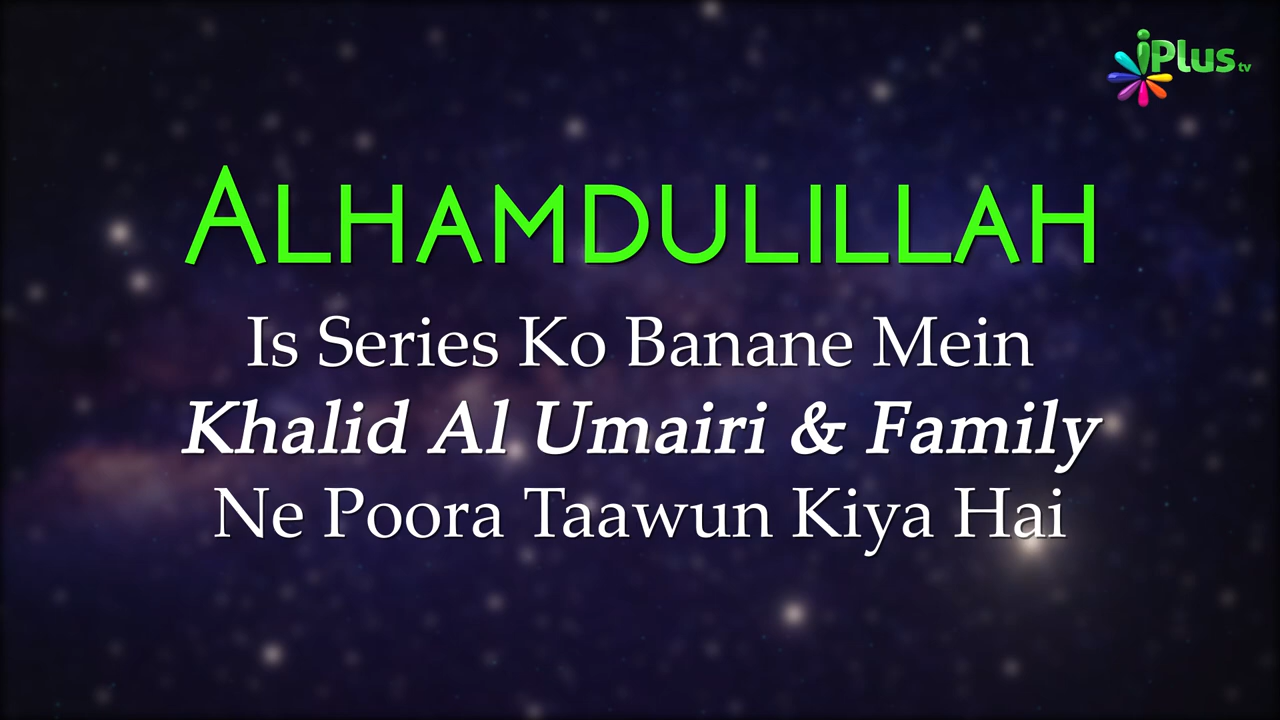 iPlus tv
ALHAMDULILLAH
Is Series Ko Banane Mein
Khalid Al Umairi & Family
Ne Poora Taawun Kiya Hai